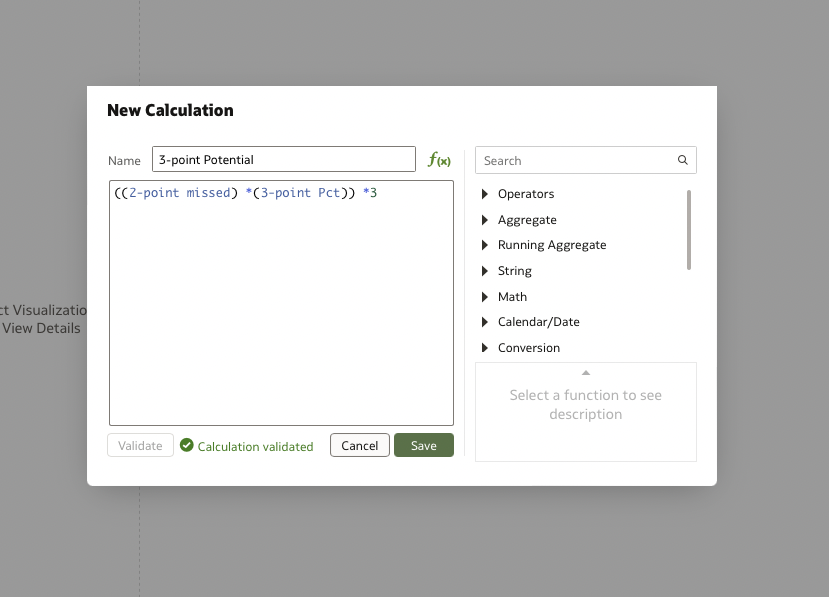 New Calculation
Name
3-point Potential
f(x)
Search
((2-point missed) *(3-point Pct)) *3
Operators
Aggregate
Running Aggregate
String
Math
Calendar/Date
Conversion
ct Visualizatio
View Details
Select a function to see
description
Validate
Calculation validated
Cancel
Save